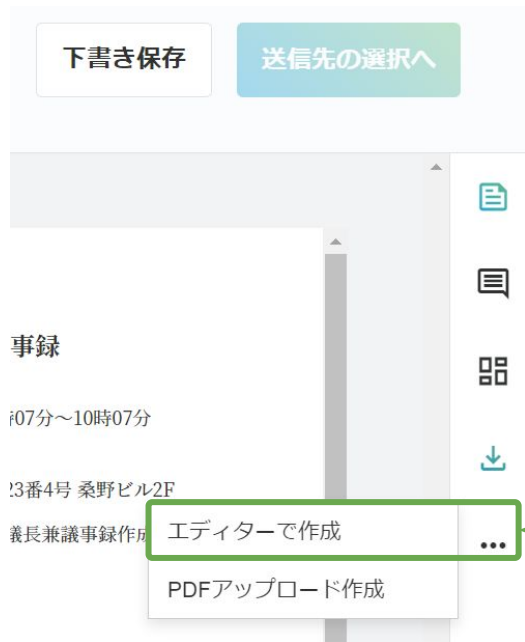 下書き保存
送信先の選択へ
事録
時07分～10時07分
23番4号 桑野ビル2F
議長兼議事録作成
エディターで作成
PDFアップロード作成